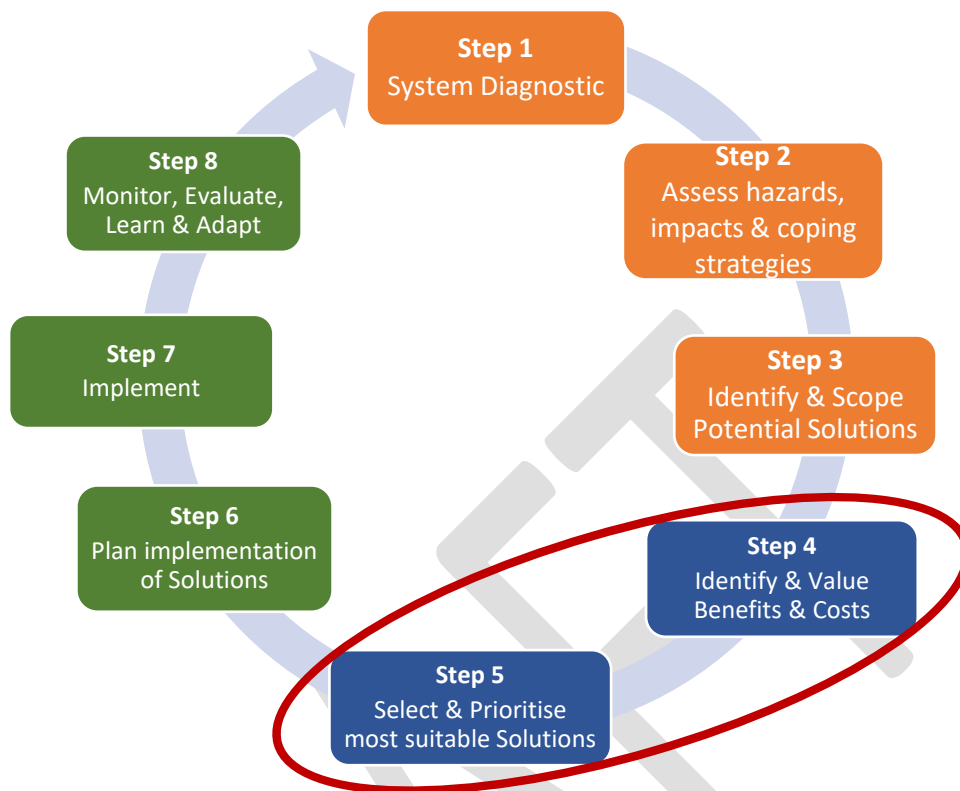 Step 1
System Diagnostic
Step 2
Assess hazards,
impacts & coping
strategies
Step 3
Identify & Scope
Potential Solutions
Step 4
Identify & Value
Benefits & Costs
Step 5
Select & Prioritise
most suitable Solutions
Step 6
Plan implementation
of Solutions
Step 7
Implement
Step 8
Monitor, Evaluate,
Learn & Adapt